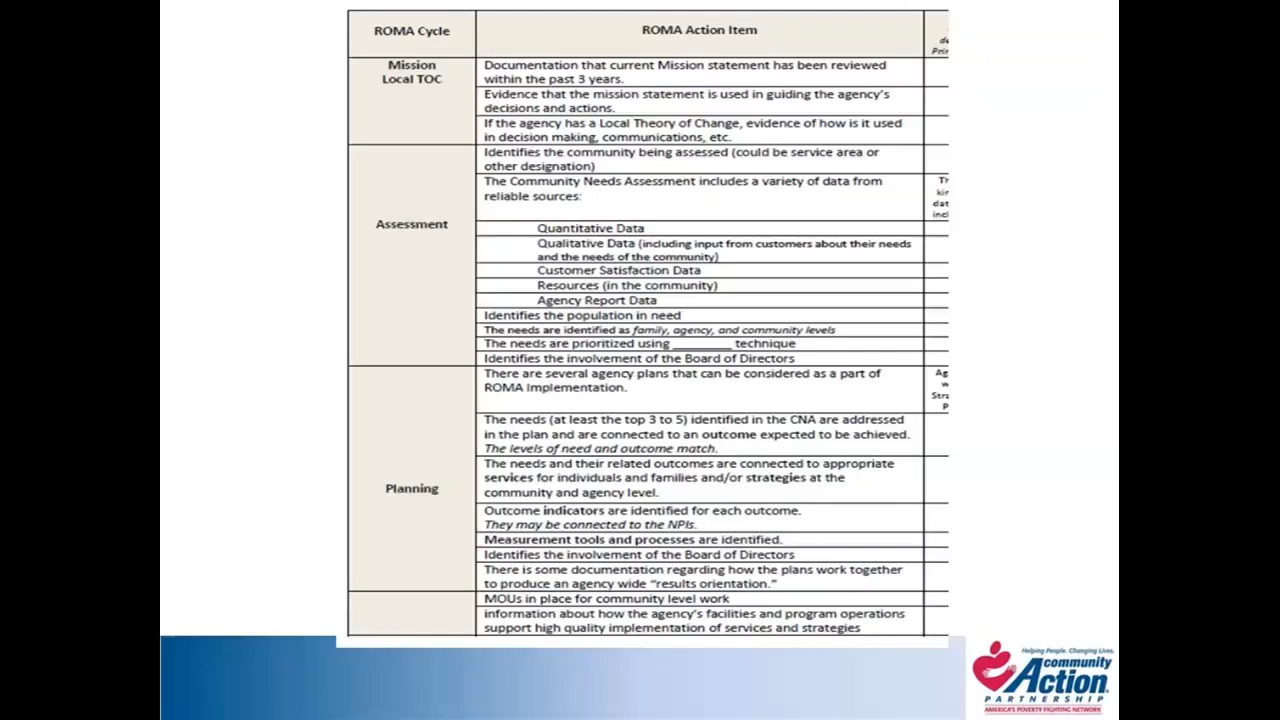 ROMA Cycle
ROMA Action Item
Mission
Local TOC
Documentation that current Mission statement has been reviewed
within the past 3 years.
Evidence that the mission statement is used in guiding the agency's
decisions and actions.
If the agency has a Local Theory of Change, evidence of how is it used
in decision making, communications, etc.
Assessment
Identifies the community being assessed (could be service area or
other designation)
The Community Needs Assessment includes a variety of data from
reliable sources:
Quantitative Data
Qualitative Data (including input from customers about their needs
and the needs of the community)
Customer Satisfaction Data
Resources (in the community)
Agency Report Data
Identifies the population in need
The needs are identified as family, agency, and community levels
The needs are prioritized using ________ technique
Identifies the involvement of the Board of Directors
Planning
There are several agency plans that can be considered as a part of
ROMA Implementation.
The needs (at least the top 3 to 5) identified in the CNA are addressed
in the plan and are connected to an outcome expected to be achieved.
The levels of need and outcome match.
The needs and their related outcomes are connected to appropriate
services for individuals and families and/or strategies at the
community and agency level.
Outcome indicators are identified for each outcome.
They may be connected to the NPIs.
Measurement tools and processes are identified.
Identifies the involvement of the Board of Directors
There is some documentation regarding how the plans work together
to produce an agency wide “results orientation.”
MOUs in place for community level work
information about how the agency's facilities and program operations
support high quality implementation of services and strategies
Helping People. Changing Lives.
community
Action
PARTNERSHIP
AMERICA'S POVERTY FIGHTING NETWORK